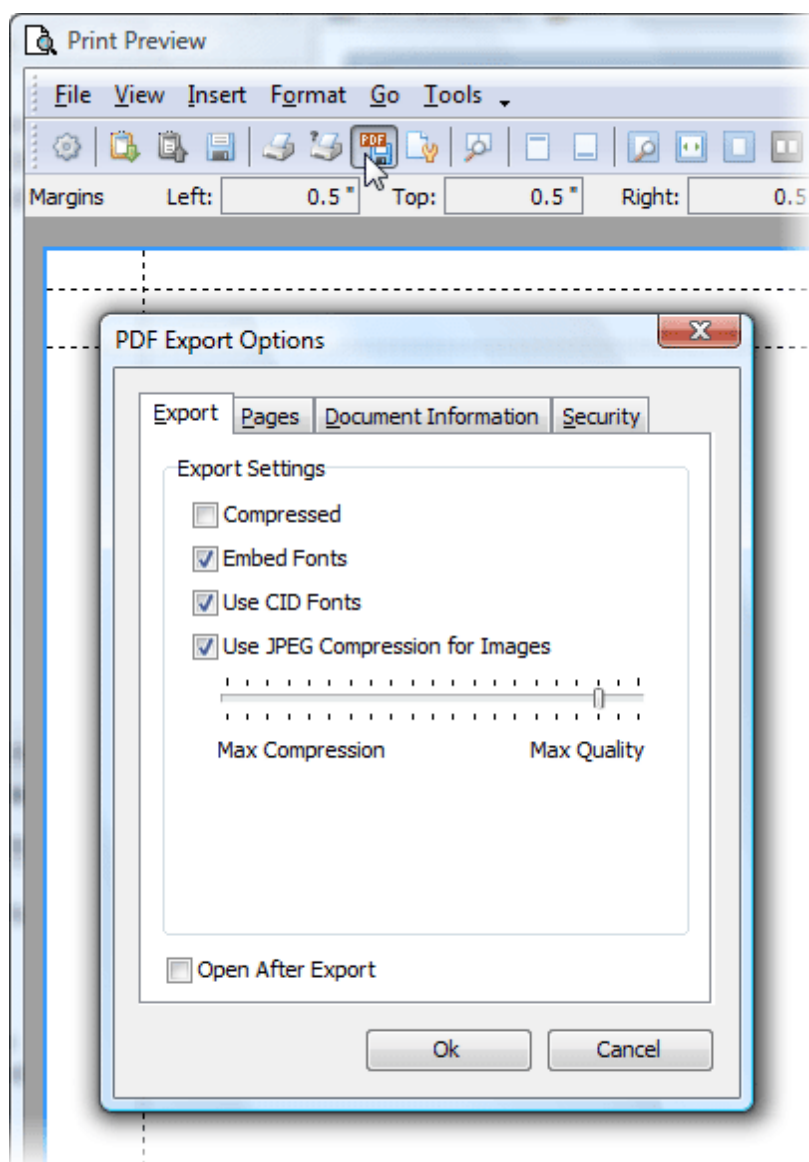 Print Preview
File View Insert Format Go Tools
PDF
Margins Left: 0.5 " Top: 0.5 " Right: 0.5
PDF Export Options
Export Pages Document Information Security
Export Settings
Compressed
Embed Fonts
Use CID Fonts
Use JPEG Compression for Images
Max Compression Max Quality
Open After Export
Ok Cancel